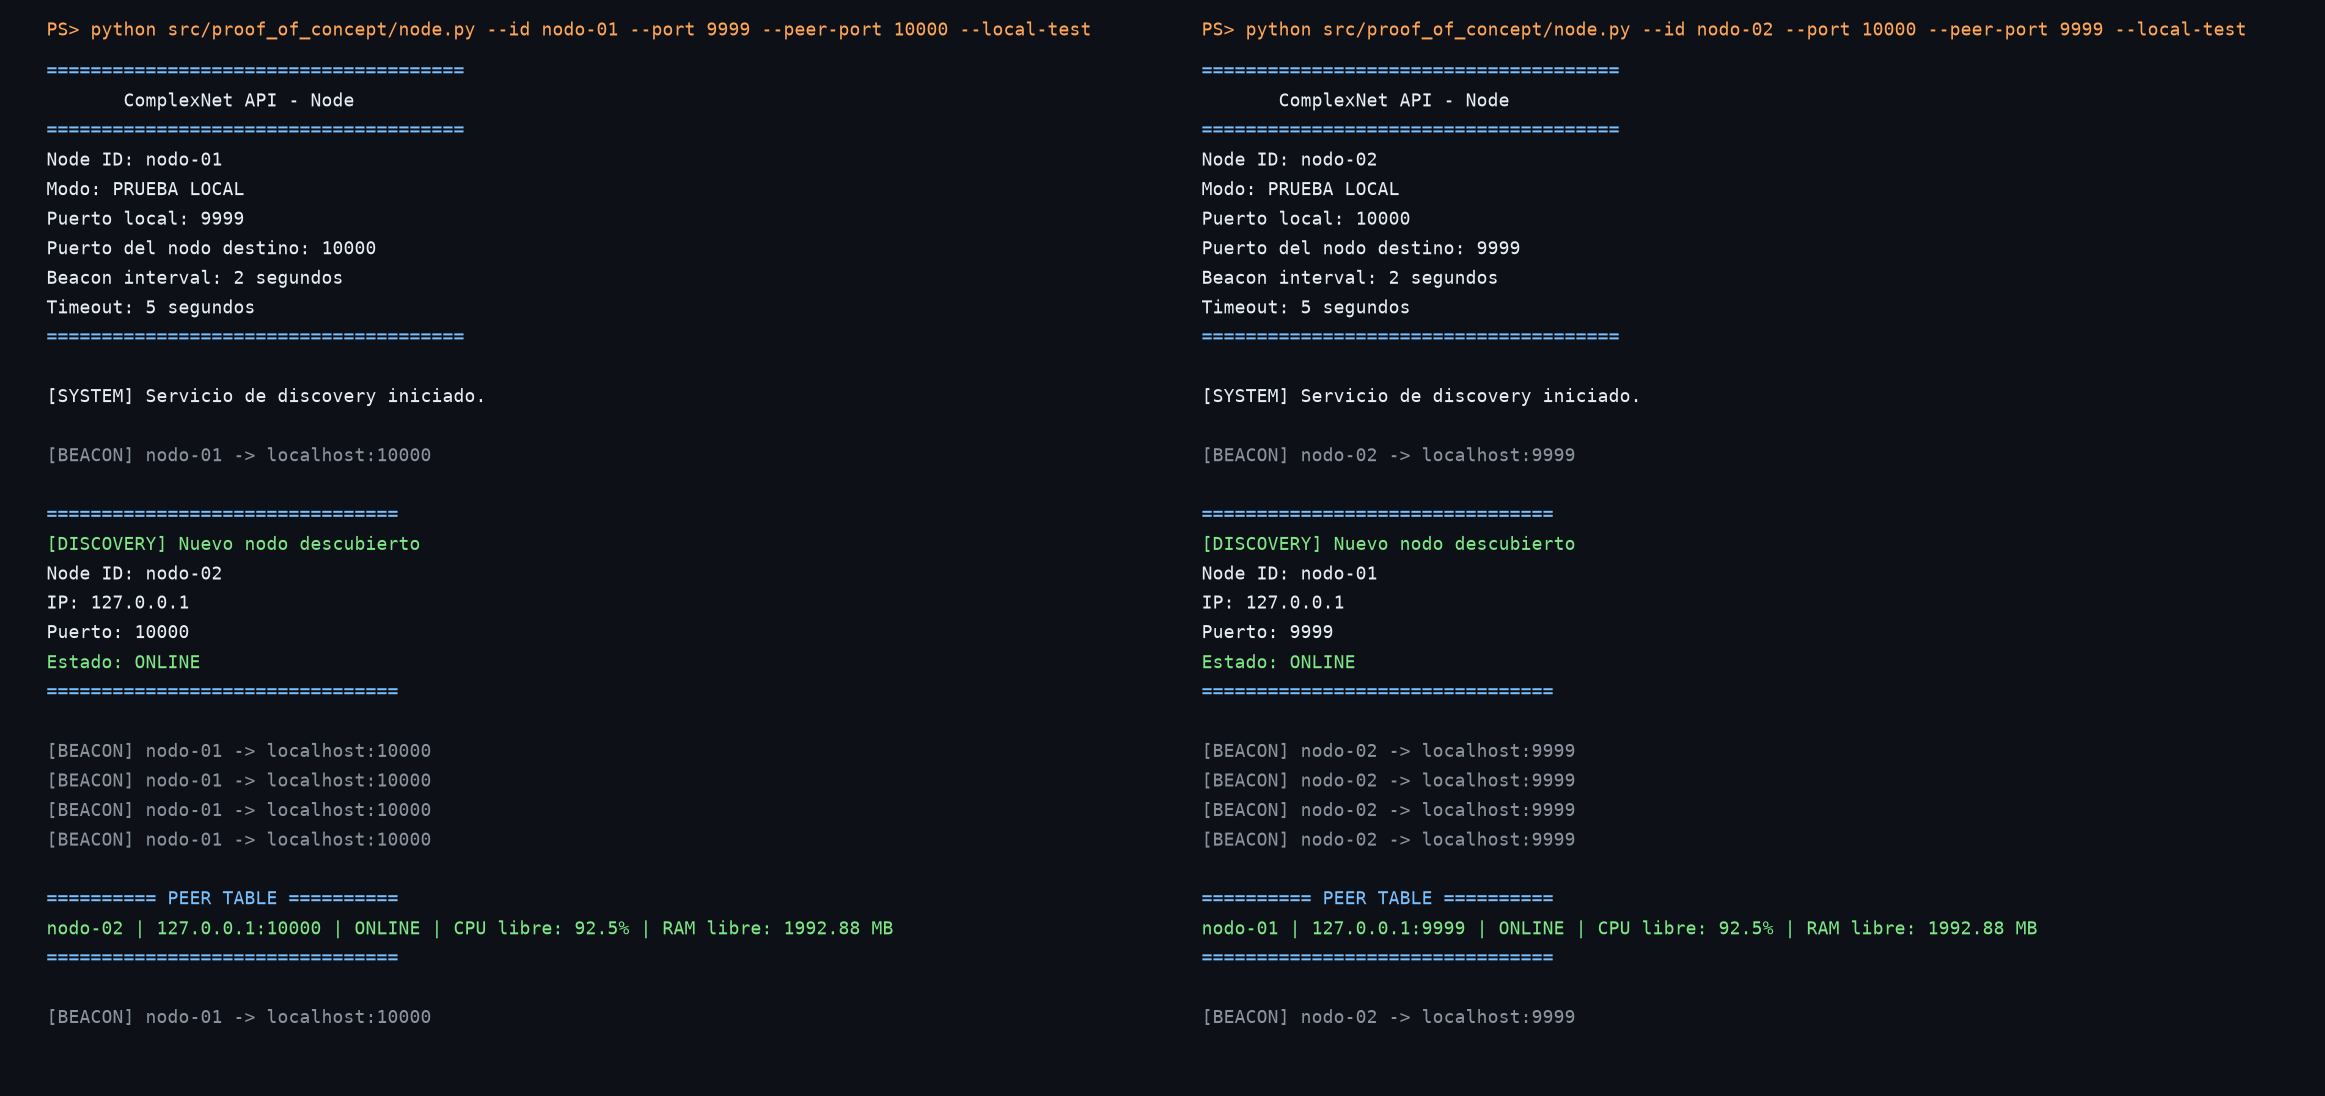 PS> python src/proof_of_concept/node.py --id nodo-01 --port 9999 --peer-port 10000 --local-test
======================================
       ComplexNet API - Node
======================================
Node ID: nodo-01
Modo: PRUEBA LOCAL
Puerto local: 9999
Puerto del nodo destino: 10000
Beacon interval: 2 segundos
Timeout: 5 segundos
======================================

[SYSTEM] Servicio de discovery iniciado.

[BEACON] nodo-01 -> localhost:10000

================================
[DISCOVERY] Nuevo nodo descubierto
Node ID: nodo-02
IP: 127.0.0.1
Puerto: 10000
Estado: ONLINE
================================

[BEACON] nodo-01 -> localhost:10000
[BEACON] nodo-01 -> localhost:10000
[BEACON] nodo-01 -> localhost:10000
[BEACON] nodo-01 -> localhost:10000

========== PEER TABLE ==========
nodo-02 | 127.0.0.1:10000 | ONLINE | CPU libre: 92.5% | RAM libre: 1992.88 MB
================================

[BEACON] nodo-01 -> localhost:10000

PS> python src/proof_of_concept/node.py --id nodo-02 --port 10000 --peer-port 9999 --local-test
======================================
       ComplexNet API - Node
======================================
Node ID: nodo-02
Modo: PRUEBA LOCAL
Puerto local: 10000
Puerto del nodo destino: 9999
Beacon interval: 2 segundos
Timeout: 5 segundos
======================================

[SYSTEM] Servicio de discovery iniciado.

[BEACON] nodo-02 -> localhost:9999

================================
[DISCOVERY] Nuevo nodo descubierto
Node ID: nodo-01
IP: 127.0.0.1
Puerto: 9999
Estado: ONLINE
================================

[BEACON] nodo-02 -> localhost:9999
[BEACON] nodo-02 -> localhost:9999
[BEACON] nodo-02 -> localhost:9999
[BEACON] nodo-02 -> localhost:9999

========== PEER TABLE ==========
nodo-01 | 127.0.0.1:9999 | ONLINE | CPU libre: 92.5% | RAM libre: 1992.88 MB
================================

[BEACON] nodo-02 -> localhost:9999